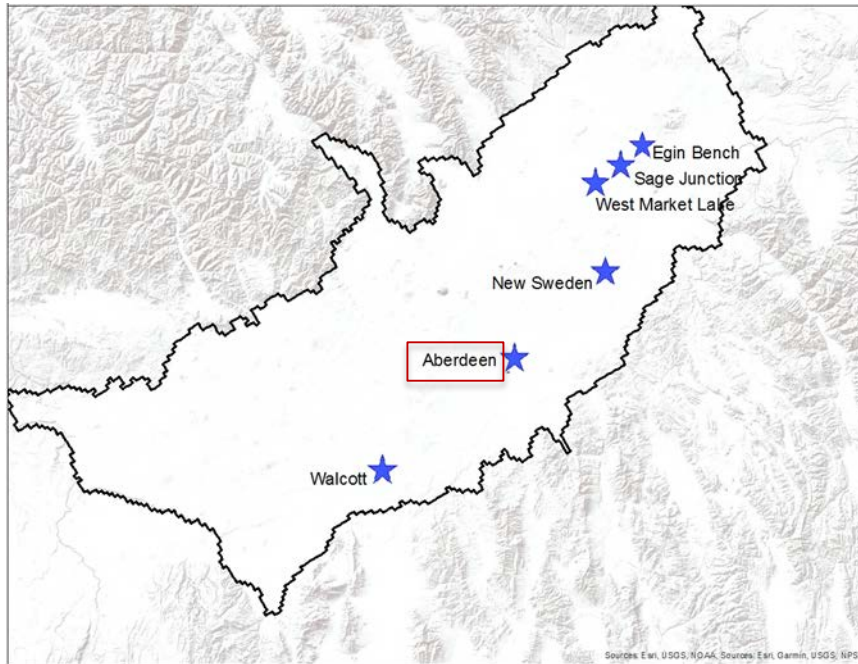 Egin Bench
Sage Junction
West Market Lake
New Sweden
Aberdeen
Walcott
Sources: Esri, USGS, NOAA, Sources: Esri, Garmin, USGS, NPS